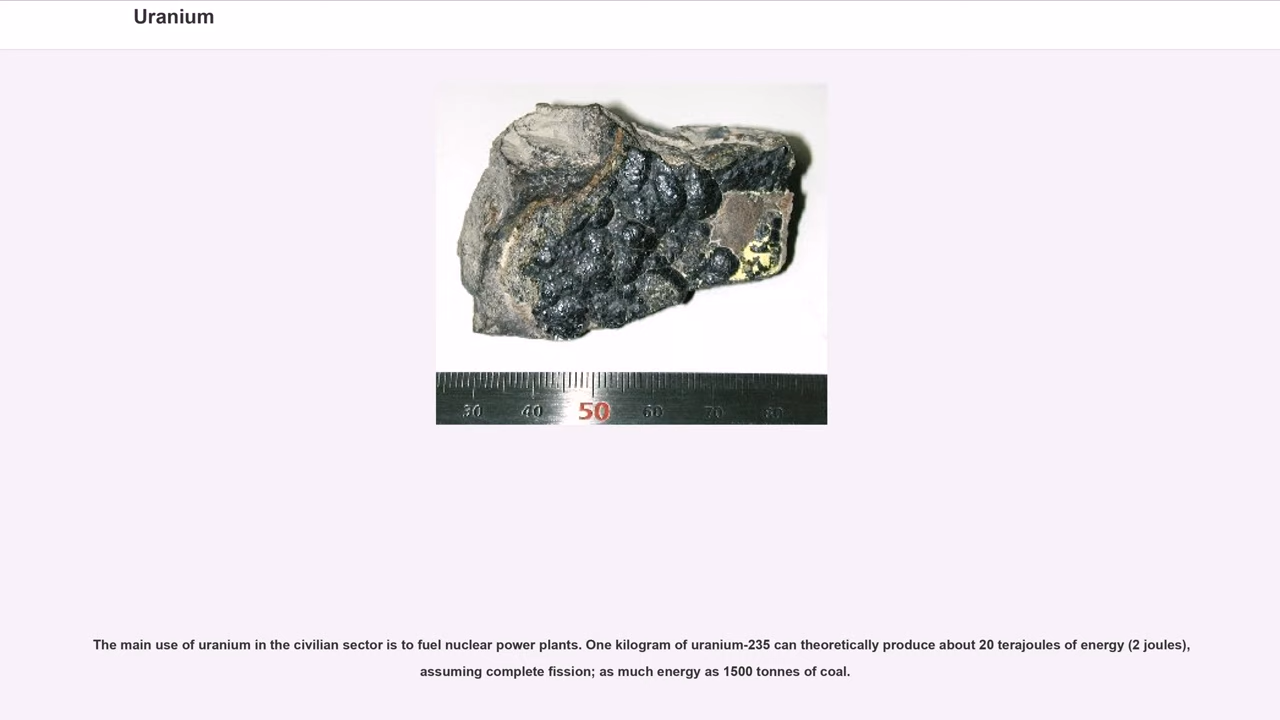 Uranium
30 40 50 60 70 80
The main use of uranium in the civilian sector is to fuel nuclear power plants. One kilogram of uranium-235 can theoretically produce about 20 terajoules of energy (2 joules),
assuming complete fission; as much energy as 1500 tonnes of coal.